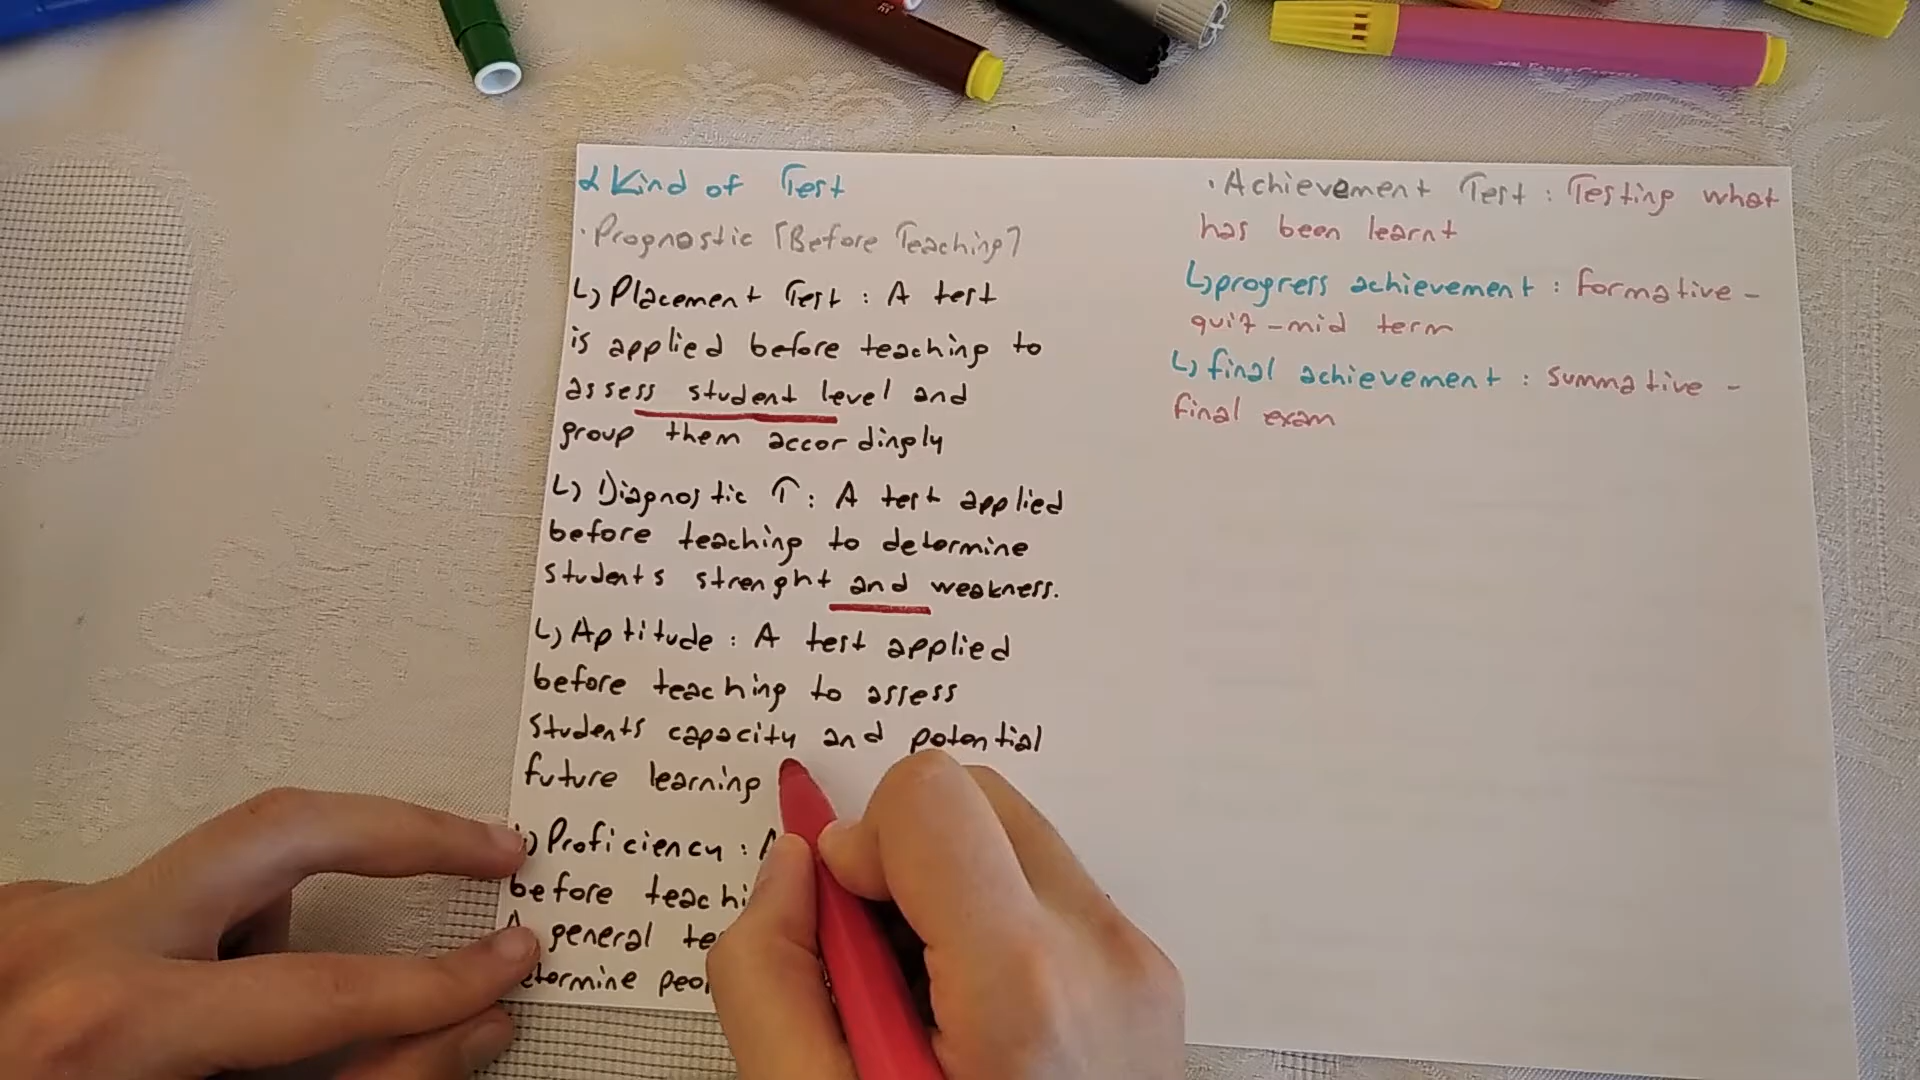 2 Kind of Test
·Prognostic [Before Teaching]
L) Placement Test : A test
is applied before teaching to
assess student level and
group them accordingly
L) Diagnostic T : A test applied
before teaching to determine
students strenght and weakness.
L) Aptitude : A test applied
before teaching to assess
students capacity and potential
future learning
L) Proficiency : A
before
A general
determine
·Achievement Test : Testing what
has been learnt
L) progress achievement : formative -
quiz - mid term
L) final achievement : summative -
final exam